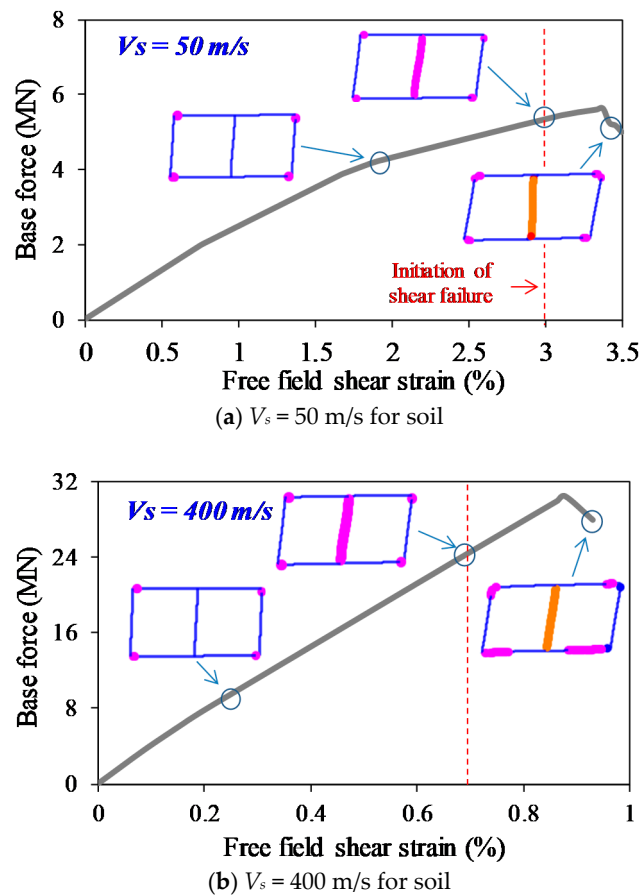 8
Vs = 50 m/s
6
4
2
0
Base force (MN)
Initiation of
shear failure
0 0.5 1 1.5 2 2.5 3 3.5
Free field shear strain (%)
(a) Vs = 50 m/s for soil
32
Vs = 400 m/s
24
16
8
0
Base force (MN)
0 0.2 0.4 0.6 0.8 1
Free field shear strain (%)
(b) Vs = 400 m/s for soil